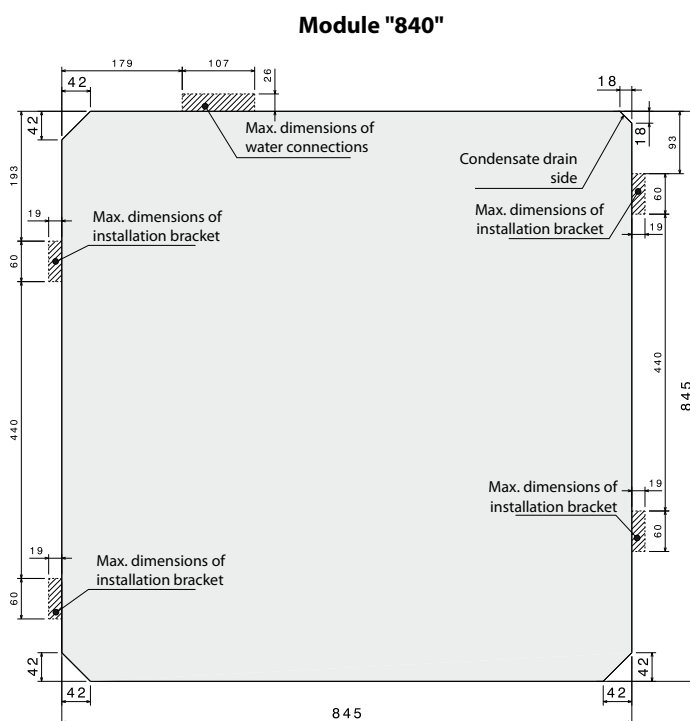 Module "840"
179
107
26
42
18
42
18
93
Max. dimensions of
water connections
Condensate drain
side
193
60
19
Max. dimensions of
installation bracket
Max. dimensions of
installation bracket
19
60
440
440
845
Max. dimensions of
installation bracket
19
60
19
Max. dimensions of
installation bracket
60
42
42
42
42
845